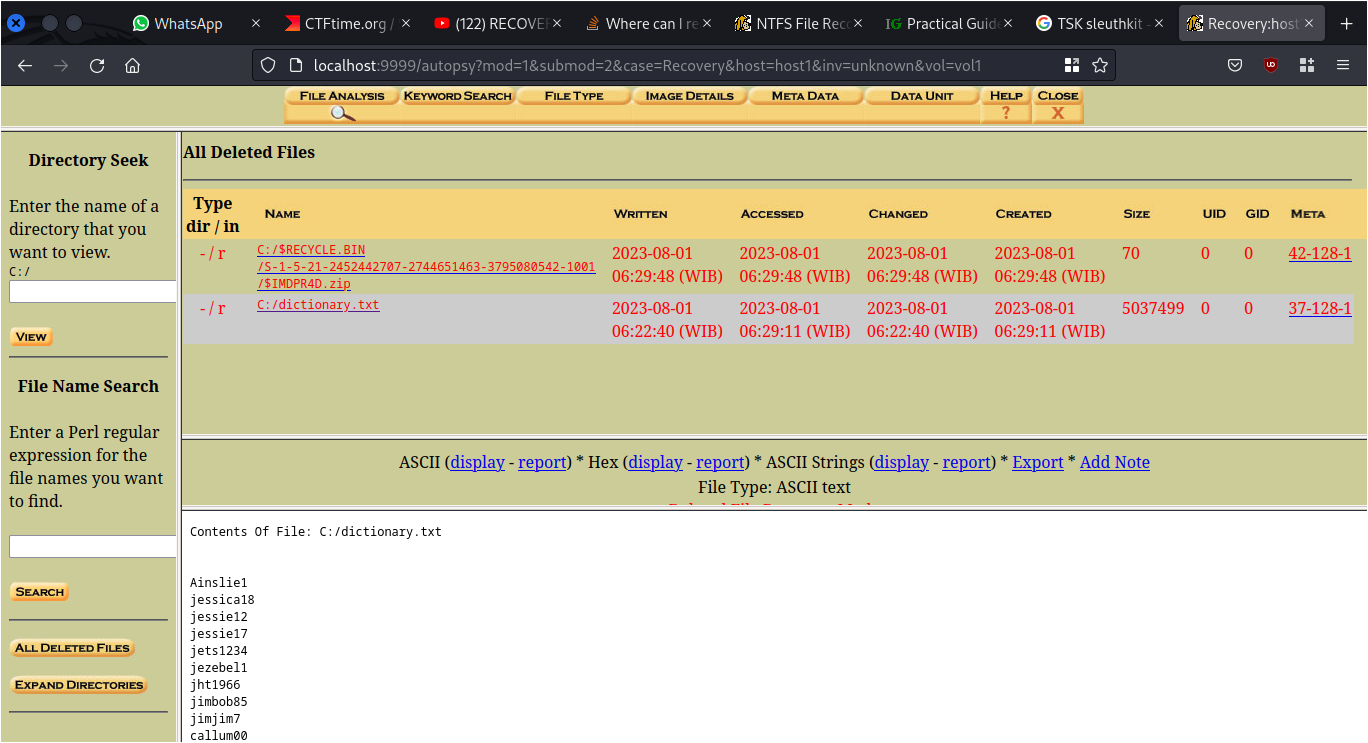 WhatsApp
CTFtime.org /
(122) RECOVE
Where can I re
NTFS File Rec
IG Practical Guid
TSK sleuthkit -
Recovery:host
localhost:9999/autopsy?mod=1&submod=2&case=Recovery&host=host1&inv=unknown&vol=vol1
FILE ANALYSIS KEYWORD SEARCH FILE TYPE IMAGE DETAILS META DATA DATA UNIT HELP CLOSE
? X
Directory Seek
Enter the name of a
directory that you
want to view.
C:/
VIEW
File Name Search
Enter a Perl regular
expression for the
file names you want
to find.
SEARCH
ALL DELETED FILES
EXPAND DIRECTORIES
All Deleted Files
Type
dir / in
NAME WRITTEN ACCESSED CHANGED CREATED SIZE UID GID META
- / r
C:/$RECYCLE.BIN
/S-1-5-21-2452442707-2744651463-3795080542-1001
/$IMDPR4D.zip
2023-08-01 2023-08-01 2023-08-01 2023-08-01 70 0 0 42-128-1
06:29:48 (WIB) 06:29:48 (WIB) 06:29:48 (WIB) 06:29:48 (WIB)
- / r C:/dictionary.txt 2023-08-01 2023-08-01 2023-08-01 2023-08-01 5037499 0 0 37-128-1
06:22:40 (WIB) 06:29:11 (WIB) 06:22:40 (WIB) 06:29:11 (WIB)
ASCII (display - report) * Hex (display - report) * ASCII Strings (display - report) * Export * Add Note
File Type: ASCII text
Contents Of File: C:/dictionary.txt
Ainslie1
jessica18
jessie12
jessie17
jets1234
jezebel1
jht1966
jimbob85
jimjim7
callum00